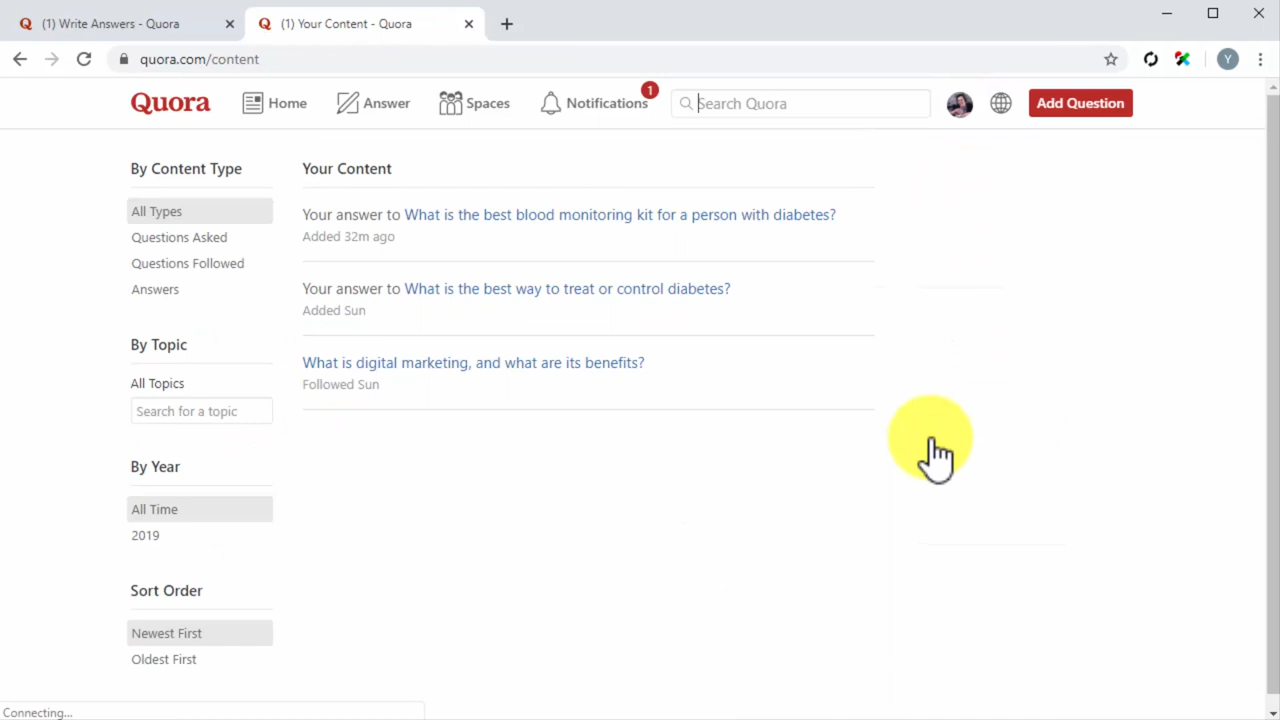 (1) Write Answers - Quora
(1) Your Content - Quora
quora.com/content
Y
Quora Home Answer Spaces Notifications 1 Search Quora Add Question
By Content Type
All Types
Questions Asked
Questions Followed
Answers
By Topic
All Topics
Search for a topic
By Year
All Time
2019
Sort Order
Newest First
Oldest First
Your Content
Your answer to What is the best blood monitoring kit for a person with diabetes?
Added 32m ago
Your answer to What is the best way to treat or control diabetes?
Added Sun
What is digital marketing, and what are its benefits?
Followed Sun
Connecting...